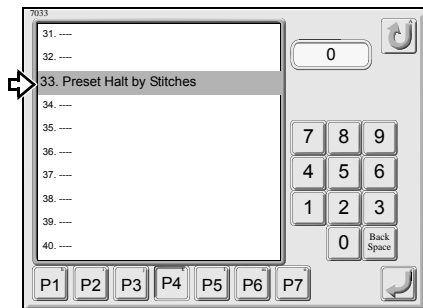 7033
31. ----
32. ----
33. Preset Halt by Stitches
34. ----
35. ----
36. ----
37. ----
38. ----
39. ----
40. ----
0
7 8 9
4 5 6
1 2 3
0 Back Space
P1 P2 P3 P4 P5 P6 P7